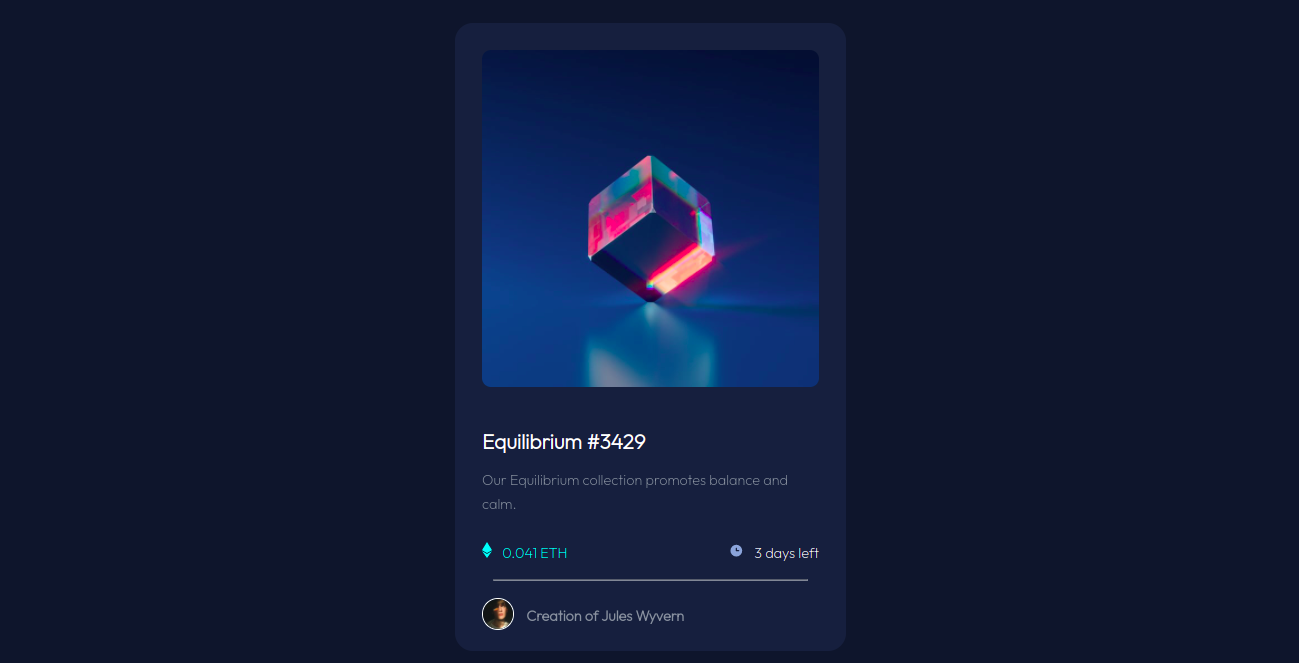 Equilibrium #3429
Our Equilibrium collection promotes balance and
calm.
0.041 ETH
3 days left
Creation of Jules Wyvern